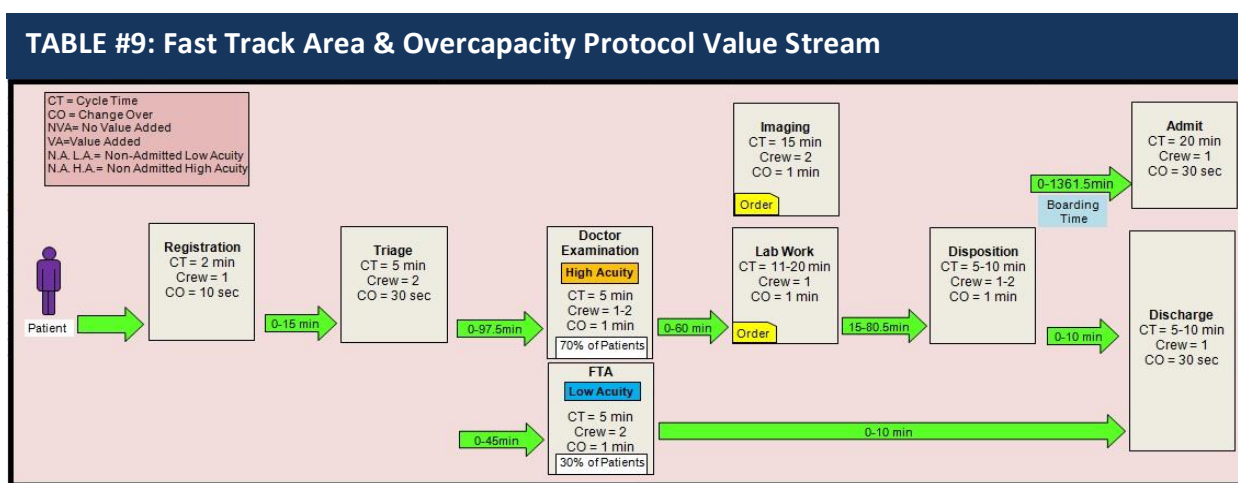 TABLE #9: Fast Track Area & Overcapacity Protocol Value Stream
CT = Cycle Time
CO = Change Over
NVA= No Value Added
VA=Value Added
N.A. L.A.= Non-Admitted Low Acuity
N.A. H.A.= Non Admitted High Acuity
Patient
Registration
CT = 2 min
Crew = 1
CO = 10 sec
0-15 min
Triage
CT = 5 min
Crew = 2
CO = 30 sec
0-97.5min
Doctor
Examination
High Acuity
CT = 5 min
Crew = 1-2
CO = 1 min
70% of Patients
0-45min
FTA
Low Acuity
CT = 5 min
Crew = 2
CO = 1 min
30% of Patients
0-60 min
Imaging
CT = 15 min
Crew = 2
CO = 1 min
Order
Lab Work
CT = 11-20 min
Crew = 1
CO = 1 min
Order
15-80.5min
Disposition
CT = 5-10 min
Crew = 1-2
CO = 1 min
0-1361.5min
Boarding
Time
Admit
CT = 20 min
Crew = 1
CO = 30 sec
0-10 min
0-10 min
Discharge
CT = 5-10 min
Crew = 1
CO = 30 sec